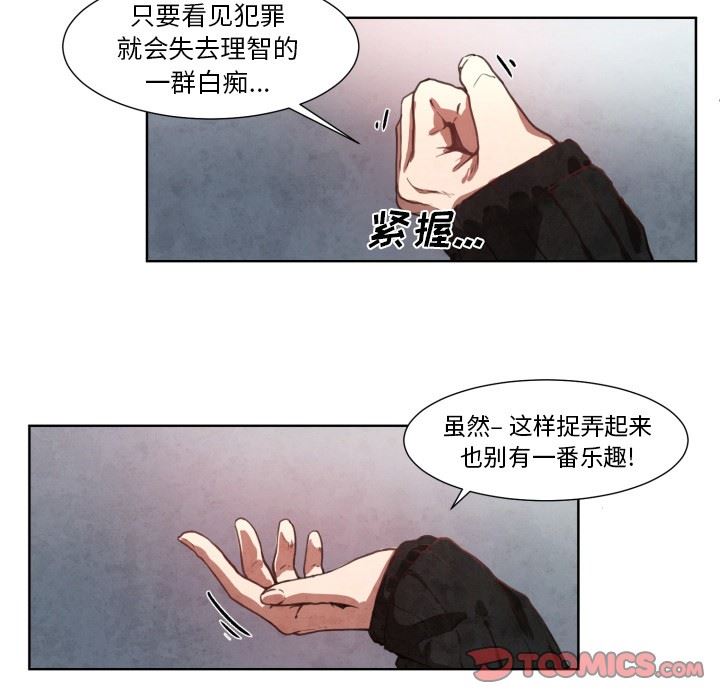 只要看见犯罪
就会失去理智的
一群白痴...
紧握...
虽然– 这样捉弄起来
也别有一番乐趣!
TOOMICS.COM